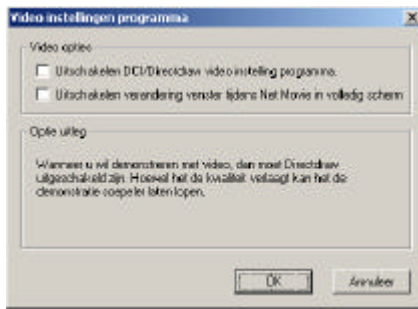 Video instellingen programma
Video opties
Uitschakelen DCI/Directdraw video instelling programma.
Uitschakelen verandering venster tijdens Net Movie in volledig scherm
Optie uitleg
Wanneer u wil demonstreren met video, dan moet Directdraw
uitgeschakeld zijn. Hoewel het de kwaliteit verlaagt kan het de
demonstratie soepeler laten lopen.
OK
Annuleer